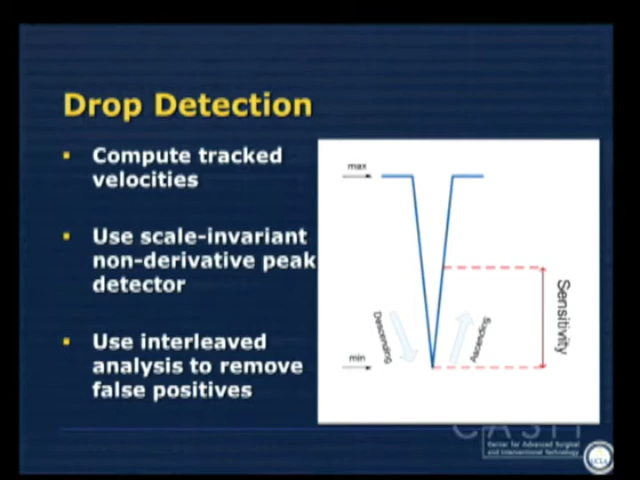 Drop Detection
▪ Compute tracked
velocities
▪ Use scale-invariant
non-derivative peak
detector
▪ Use interleaved
analysis to remove
false positives
max
min
Descending
Ascending
Sensitivity
CASIT
Center for Advanced Surgical
and Interventional Technology
UCLA